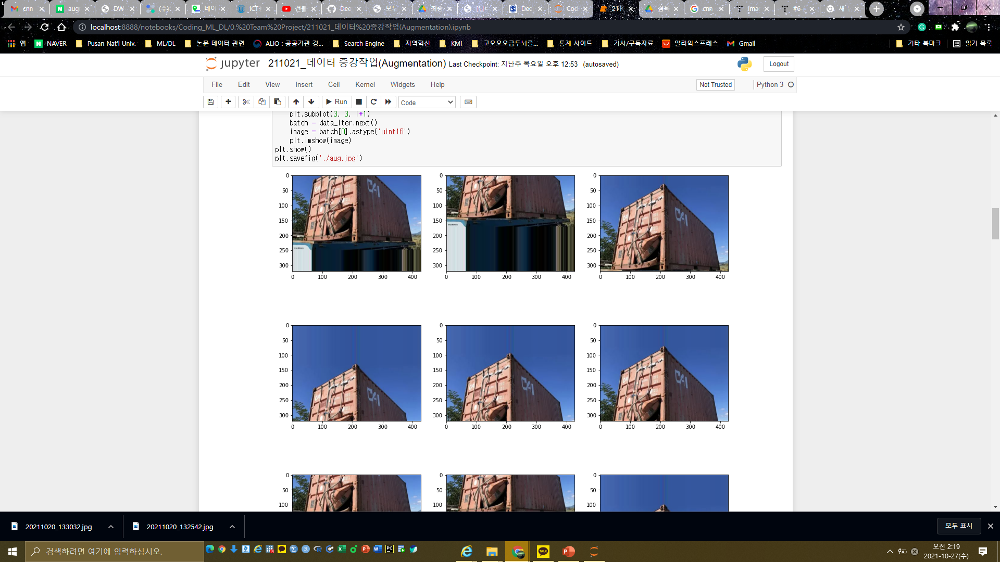 cnn
aug
DW
(주)
네이
ICT
컨볼
Dee
모두
최종
[딥
Dee
Cod
211
검옥
cnn
Ima
#6-
새 탭
localhost:8888/notebooks/Coding_ML_DL/0.%20Team%20Project/211021_데이터%20증강작업(Augmentation).ipynb
앱
NAVER
Pusan Nat'l Univ.
ML/DL
논문 데이터 관련
ALIO : 공공기관 경...
Search Engine
지역혁신
KMI
고오오오급두뇌를...
통계 사이트
기사/구독자료
알리익스프레스
Gmail
기타 북마크
읽기 목록
jupyter 211021_데이터 증강작업(Augmentation) Last Checkpoint: 지난주 목요일 오후 12:53 (autosaved)
Logout
File Edit View Insert Cell Kernel Widgets Help
Not Trusted
Python 3
Run
Code
plt.subplot(3, 3, i+1)
batch = data_iter.next()
image = batch[0].astype('uint16')
plt.imshow(image)
plt.show()
plt.savefig('./aug.jpg')
0 50 100 150 200 250 300
0 100 200 300 400
CAI
0 50 100 150 200 250 300
0 100 200 300 400
0 50 100 150 200 250 300
0 100 200 300 400
CAI
0 50 100 150 200 250 300
0 100 200 300 400
CAI
0 50 100 150 200 250 300
0 100 200 300 400
CAI
0 50 100 150 200 250 300
0 100 200 300 400
CAI
0 50 100
0 50 100
0 50 100
20211020_133032.jpg
20211020_132542.jpg
모두 표시
검색하려면 여기에 입력하십시오.
오전 2:19
2021-10-27(수)